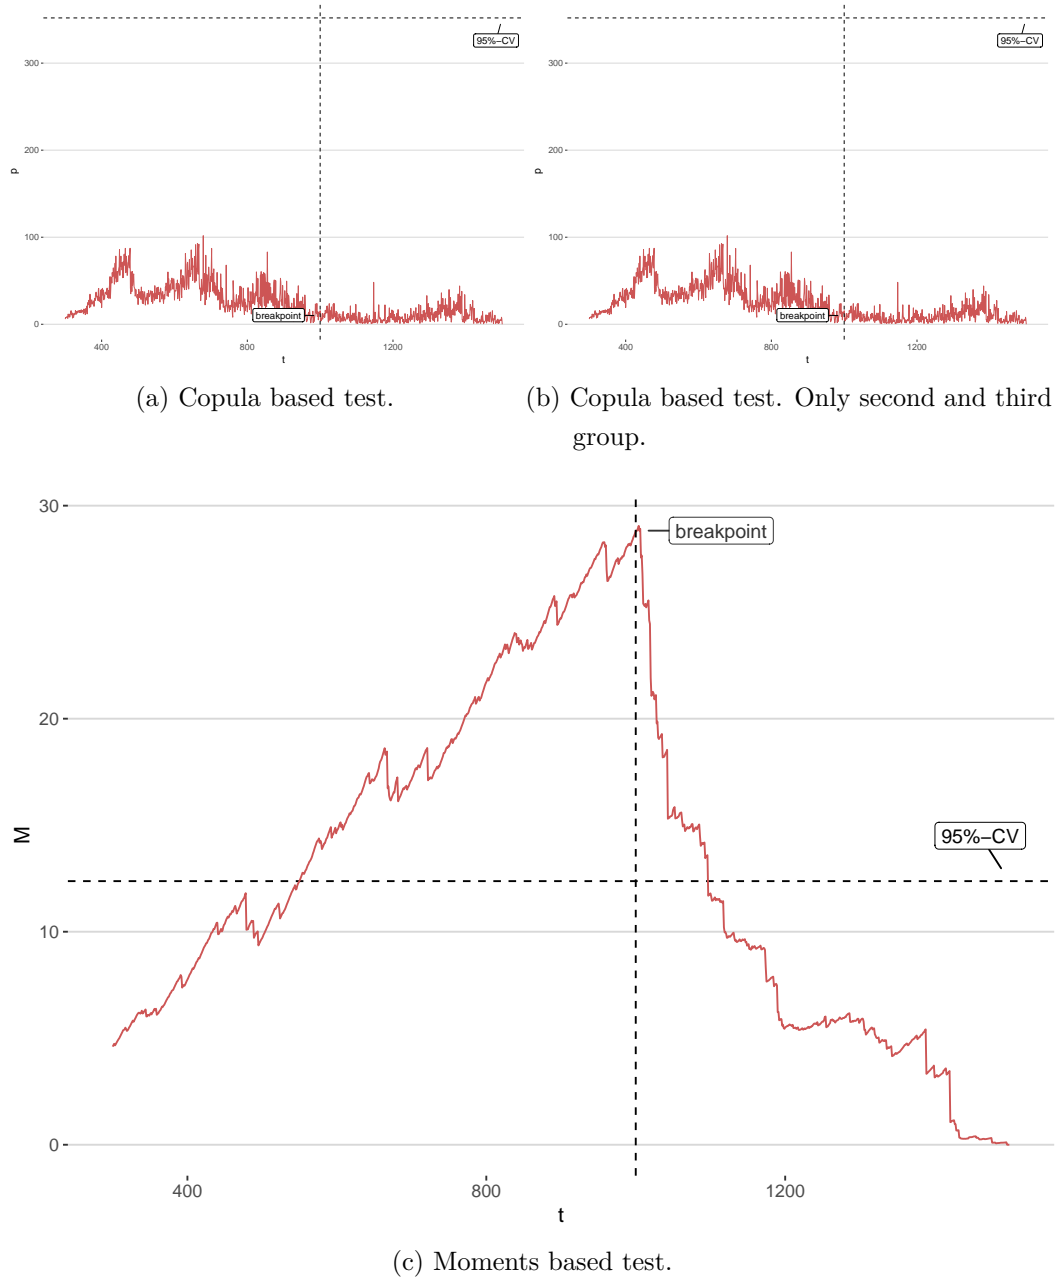 95%−CV
300
200
p
100
breakpoint
0
400
800
1200
t
(a) Copula based test.
95%−CV
300
200
p
100
breakpoint
0
400
800
1200
t
(b) Copula based test. Only second and third
group.
30
breakpoint
20
M
95%−CV
10
0
400
800
1200
t
(c) Moments based test.